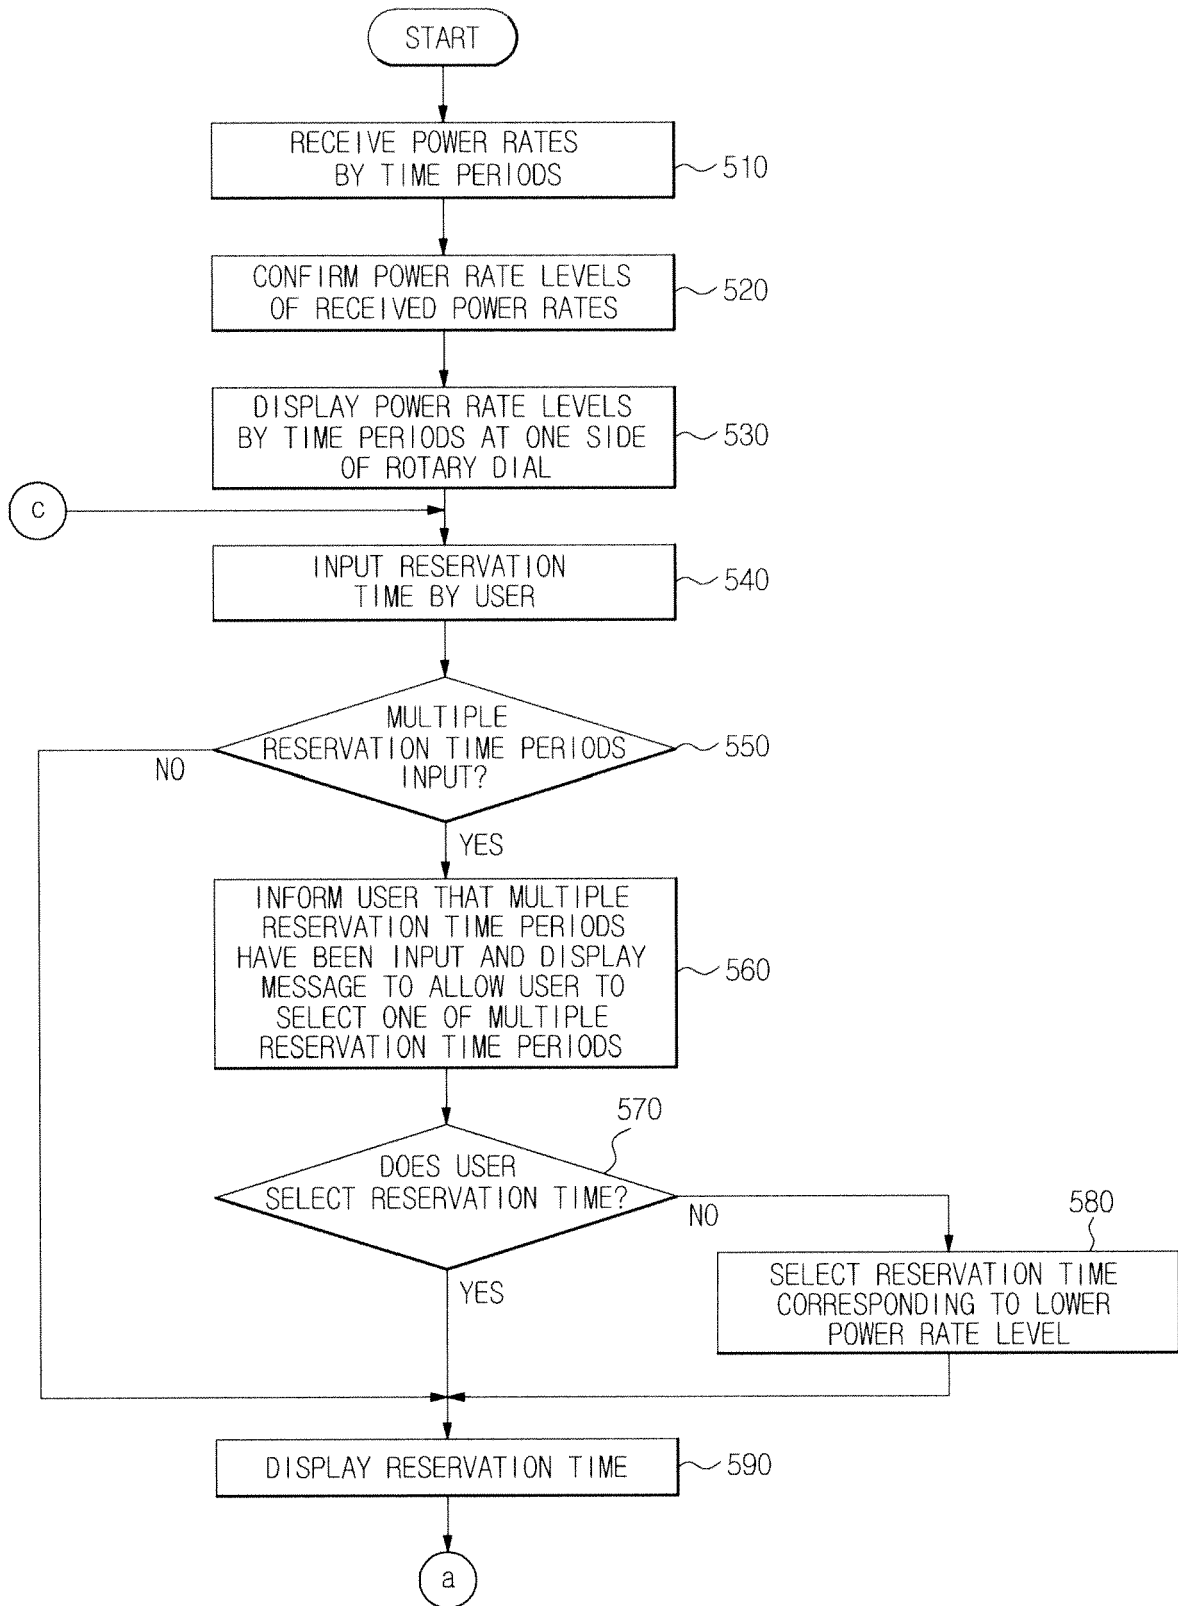 START
RECEIVE POWER RATES
BY TIME PERIODS
510
CONFIRM POWER RATE LEVELS
OF RECEIVED POWER RATES
520
DISPLAY POWER RATE LEVELS
BY TIME PERIODS AT ONE SIDE
OF ROTARY DIAL
530
c
INPUT RESERVATION
TIME BY USER
540
MULTIPLE
RESERVATION TIME PERIODS
INPUT?
550
NO
YES
INFORM USER THAT MULTIPLE
RESERVATION TIME PERIODS
HAVE BEEN INPUT AND DISPLAY
MESSAGE TO ALLOW USER TO
SELECT ONE OF MULTIPLE
RESERVATION TIME PERIODS
560
570
DOES USER
SELECT RESERVATION TIME?
NO
YES
580
SELECT RESERVATION TIME
CORRESPONDING TO LOWER
POWER RATE LEVEL
DISPLAY RESERVATION TIME
590
a